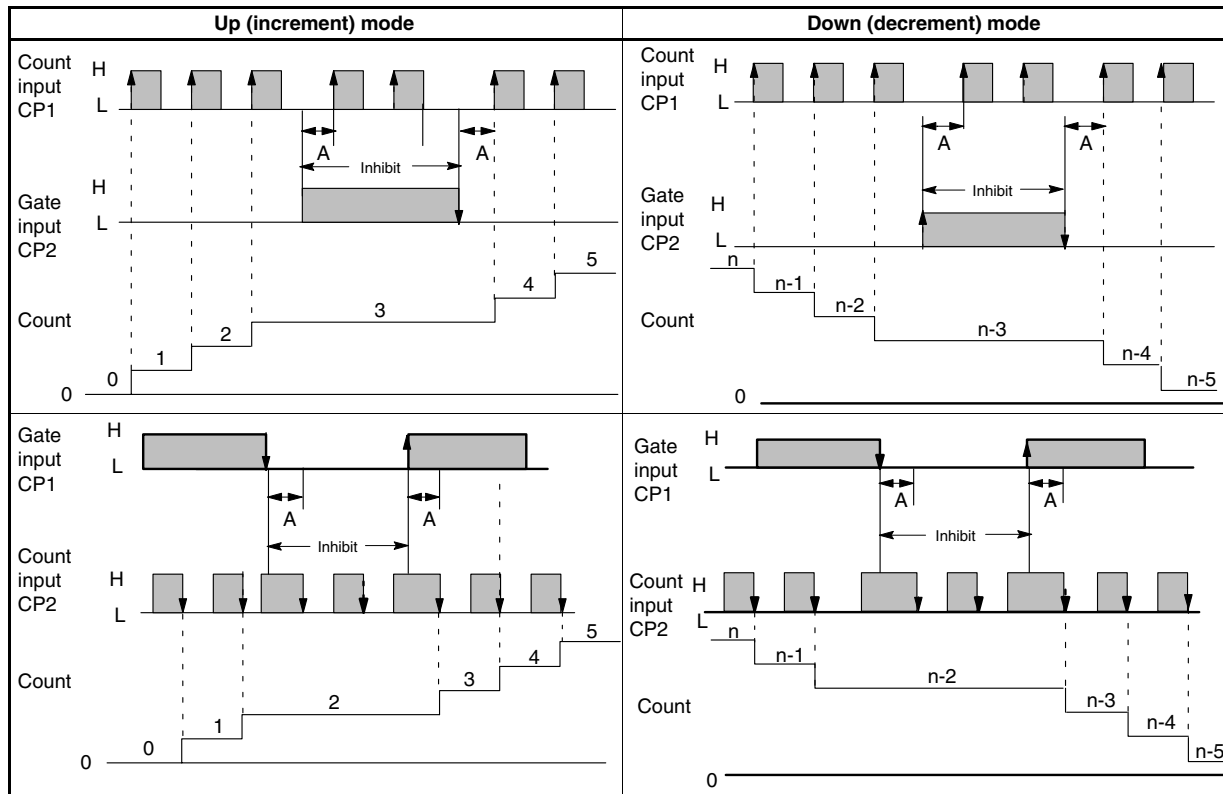 Up (increment) mode
Down (decrement) mode
Count
input
CP1
H
L
A
A
Inhibit
Gate
input
CP2
H
L
Count
0
0
1
2
3
4
5
Count
input
CP1
H
L
A
A
Inhibit
Gate
input
CP2
H
L
Count
n
n-1
n-2
n-3
n-4
n-5
0
Gate
input
CP1
H
L
A
A
Inhibit
Count
input
CP2
H
L
Count
0
0
1
2
3
4
5
Gate
input
CP1
H
L
A
A
Inhibit
Count
input
CP2
H
L
Count
n
n-1
n-2
n-3
n-4
n-5
0